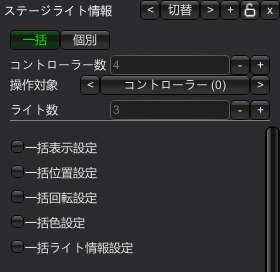 ステージライト情報 < 切替 > + x
一括 個別
コントローラー数 4 - +
操作対象 < コントローラー (0) >
ライト数 3 - +
一括表示設定
一括位置設定
一括回転設定
一括色設定
一括ライト情報設定